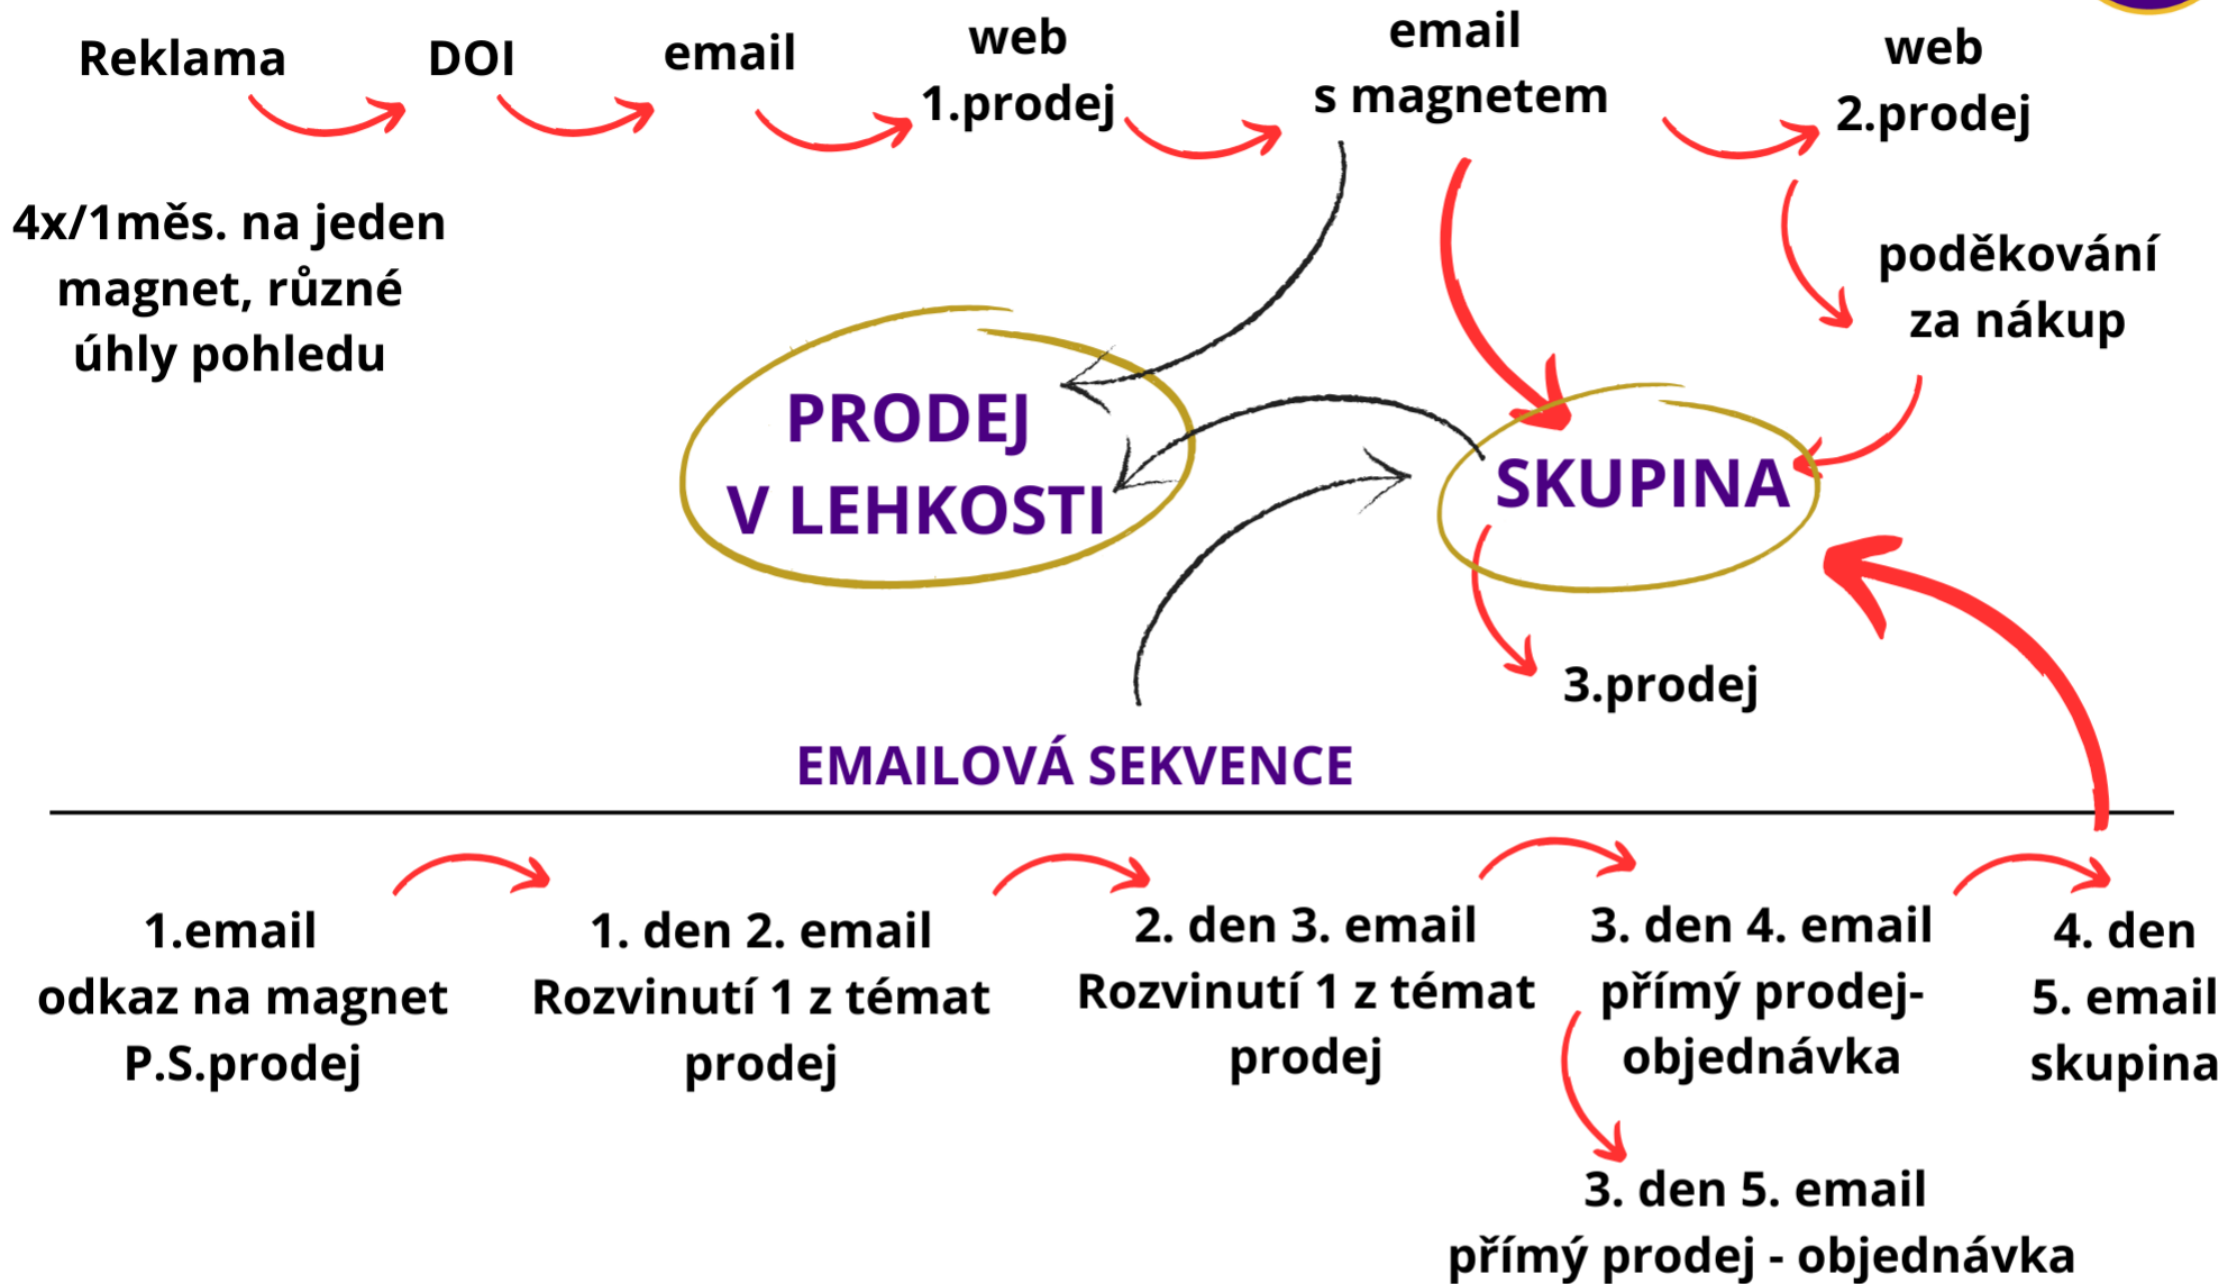 Reklama
DOI
email
web
1.prodej
email
s magnetem
web
2.prodej
4x/1měs. na jeden
magnet, různé
úhly pohledu
poděkování
za nákup
PRODEJ
V LEHKOSTI
SKUPINA
3.prodej
EMAILOVÁ SEKVENCE
1.email
odkaz na magnet
P.S.prodej
1. den 2. email
Rozvinutí 1 z témat
prodej
2. den 3. email
Rozvinutí 1 z témat
prodej
3. den 4. email
přímý prodej-
objednávka
4. den
5. email
skupina
3. den 5. email
přímý prodej - objednávka